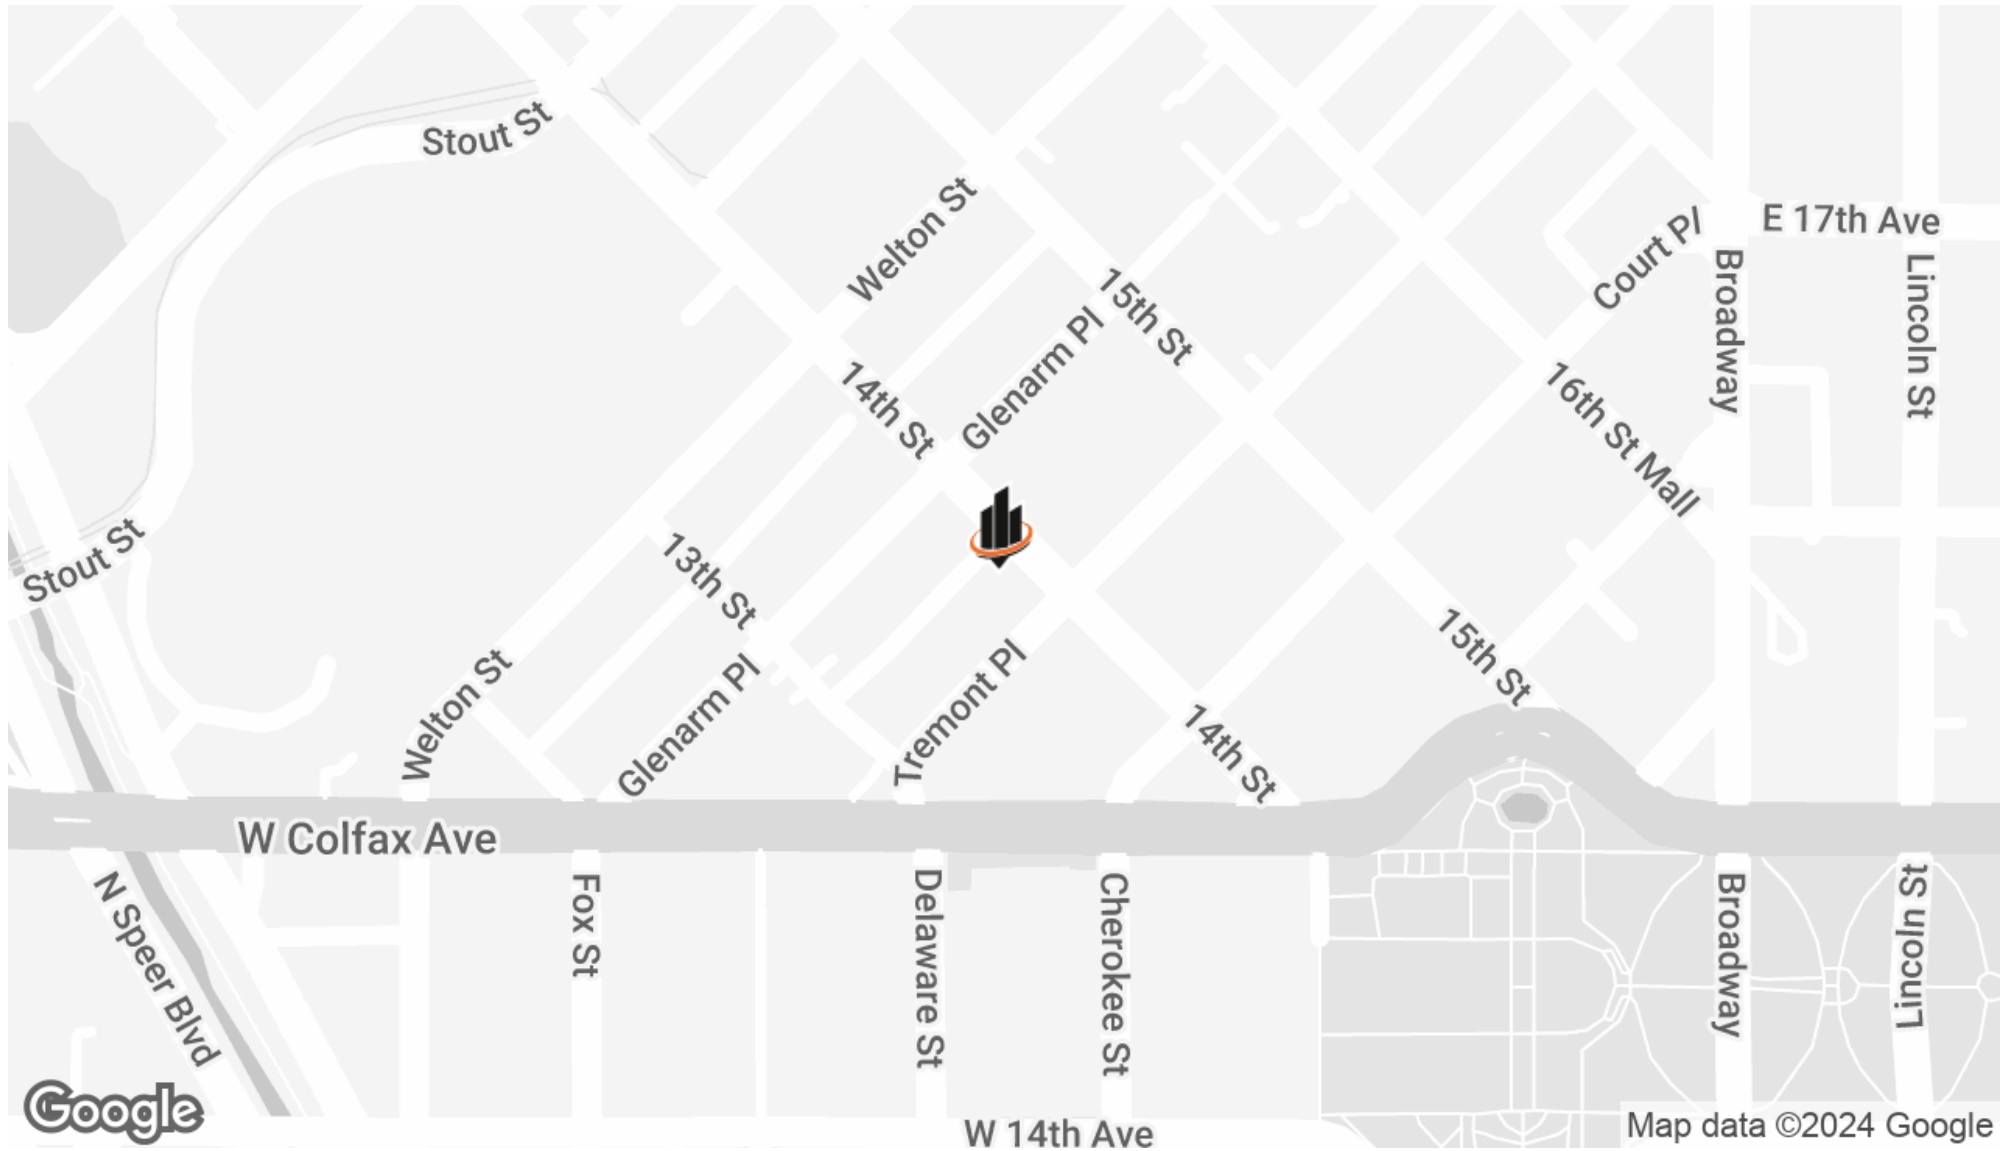 Stout St
Welton St
Court Pl
E 17th Ave
15th St
Glenarm Pl
Broadway
Lincoln St
14th St
16th St Mall
13th St
Stout St
15th St
Welton St
Glenarm Pl
Tremont Pl
14th St
W Colfax Ave
N Speer Blvd
Fox St
Delaware St
Cherokee St
Broadway
Lincoln St
Google
W 14th Ave
Map data ©2024 Google